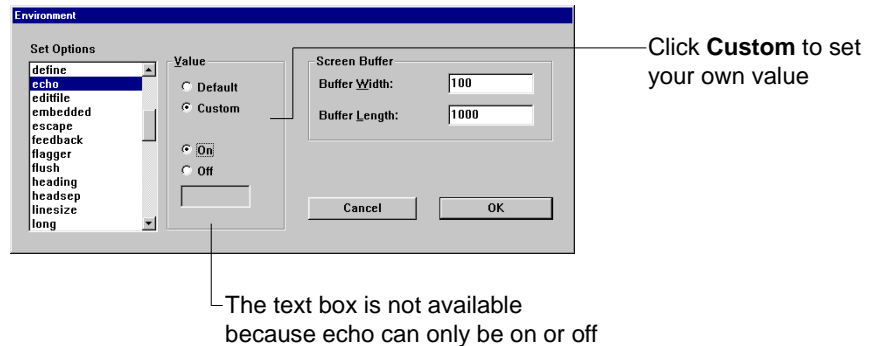 Environment
Set Options
define
echo
editfile
embedded
escape
feedback
flagger
flush
heading
headsep
linesize
long
Value
Default
Custom
On
Off
Screen Buffer
Buffer Width:
100
Buffer Length:
1000
Cancel
OK
Click Custom to set
your own value
The text box is not available
because echo can only be on or off